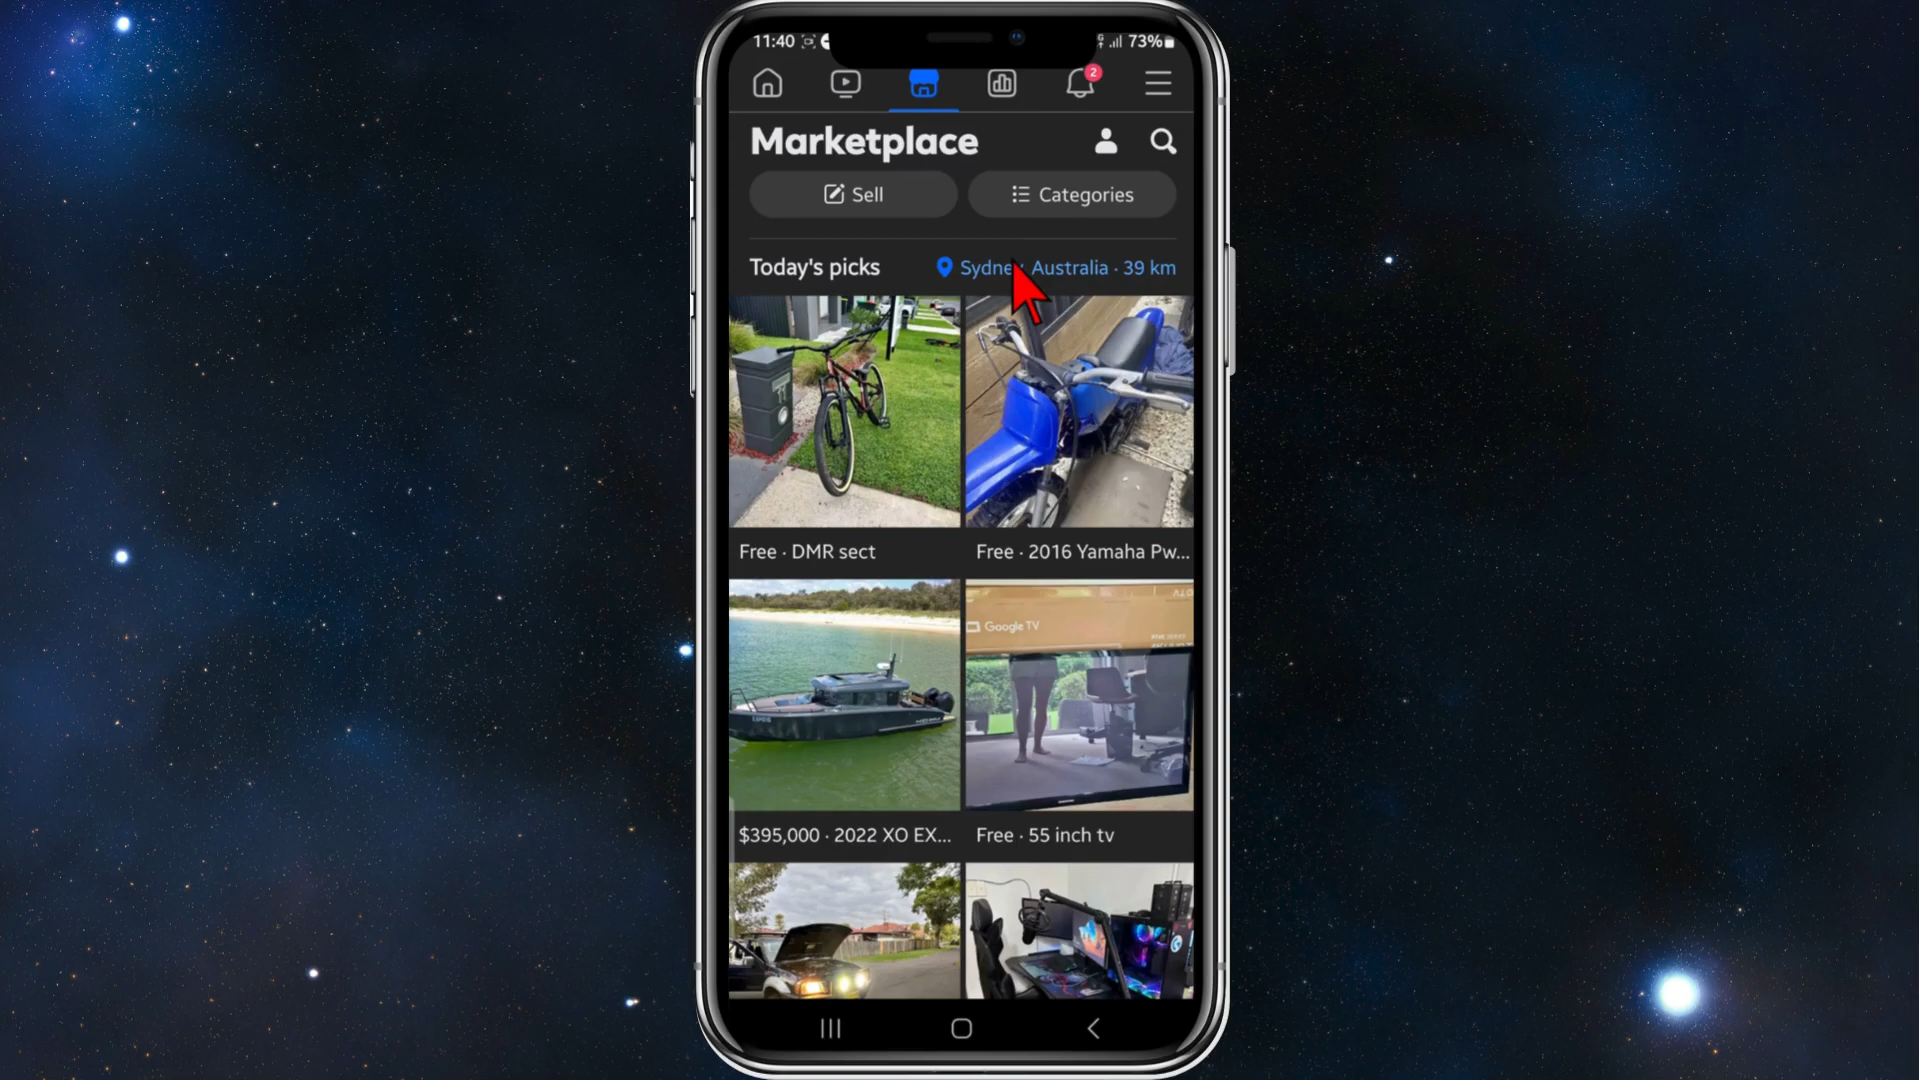 11:40
73%
2
Marketplace
Sell
Categories
Today's picks
Sydney, Australia · 39 km
Free · DMR sect
Free · 2016 Yamaha Pw...
Google TV
$395,000 · 2022 XO EX...
Free · 55 inch tv